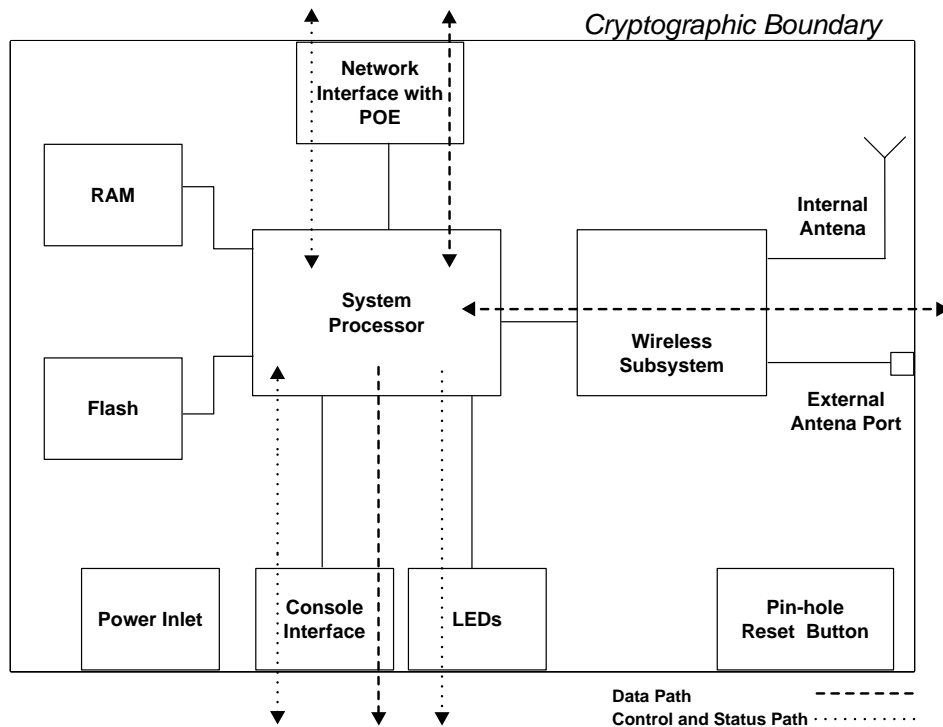 Cryptographic Boundary
Network
Interface with
POE
RAM
Internal
Antena
System
Processor
Wireless
Subsystem
Flash
External
Antena Port
Power Inlet
Console
Interface
LEDs
Pin-hole
Reset Button
Data Path
Control and Status Path